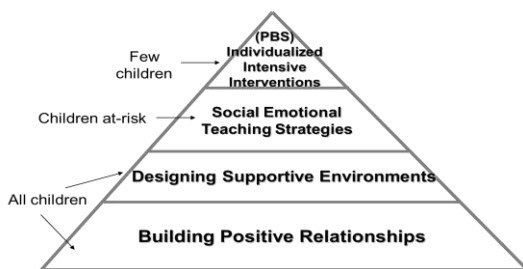 (PBS)
Individualized
Intensive
Interventions
Few
children
Social Emotional
Teaching Strategies
Children at-risk
Designing Supportive Environments
All children
Building Positive Relationships